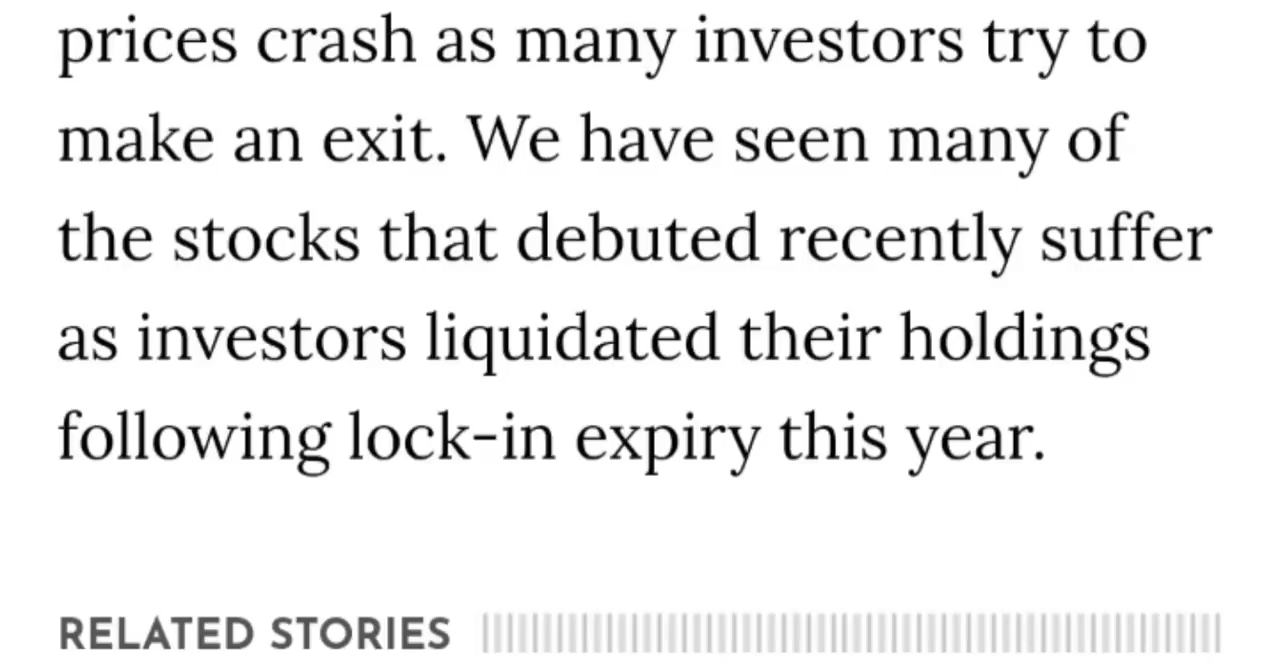 prices crash as many investors try to
make an exit. We have seen many of
the stocks that debuted recently suffer
as investors liquidated their holdings
following lock-in expiry this year.
RELATED STORIES